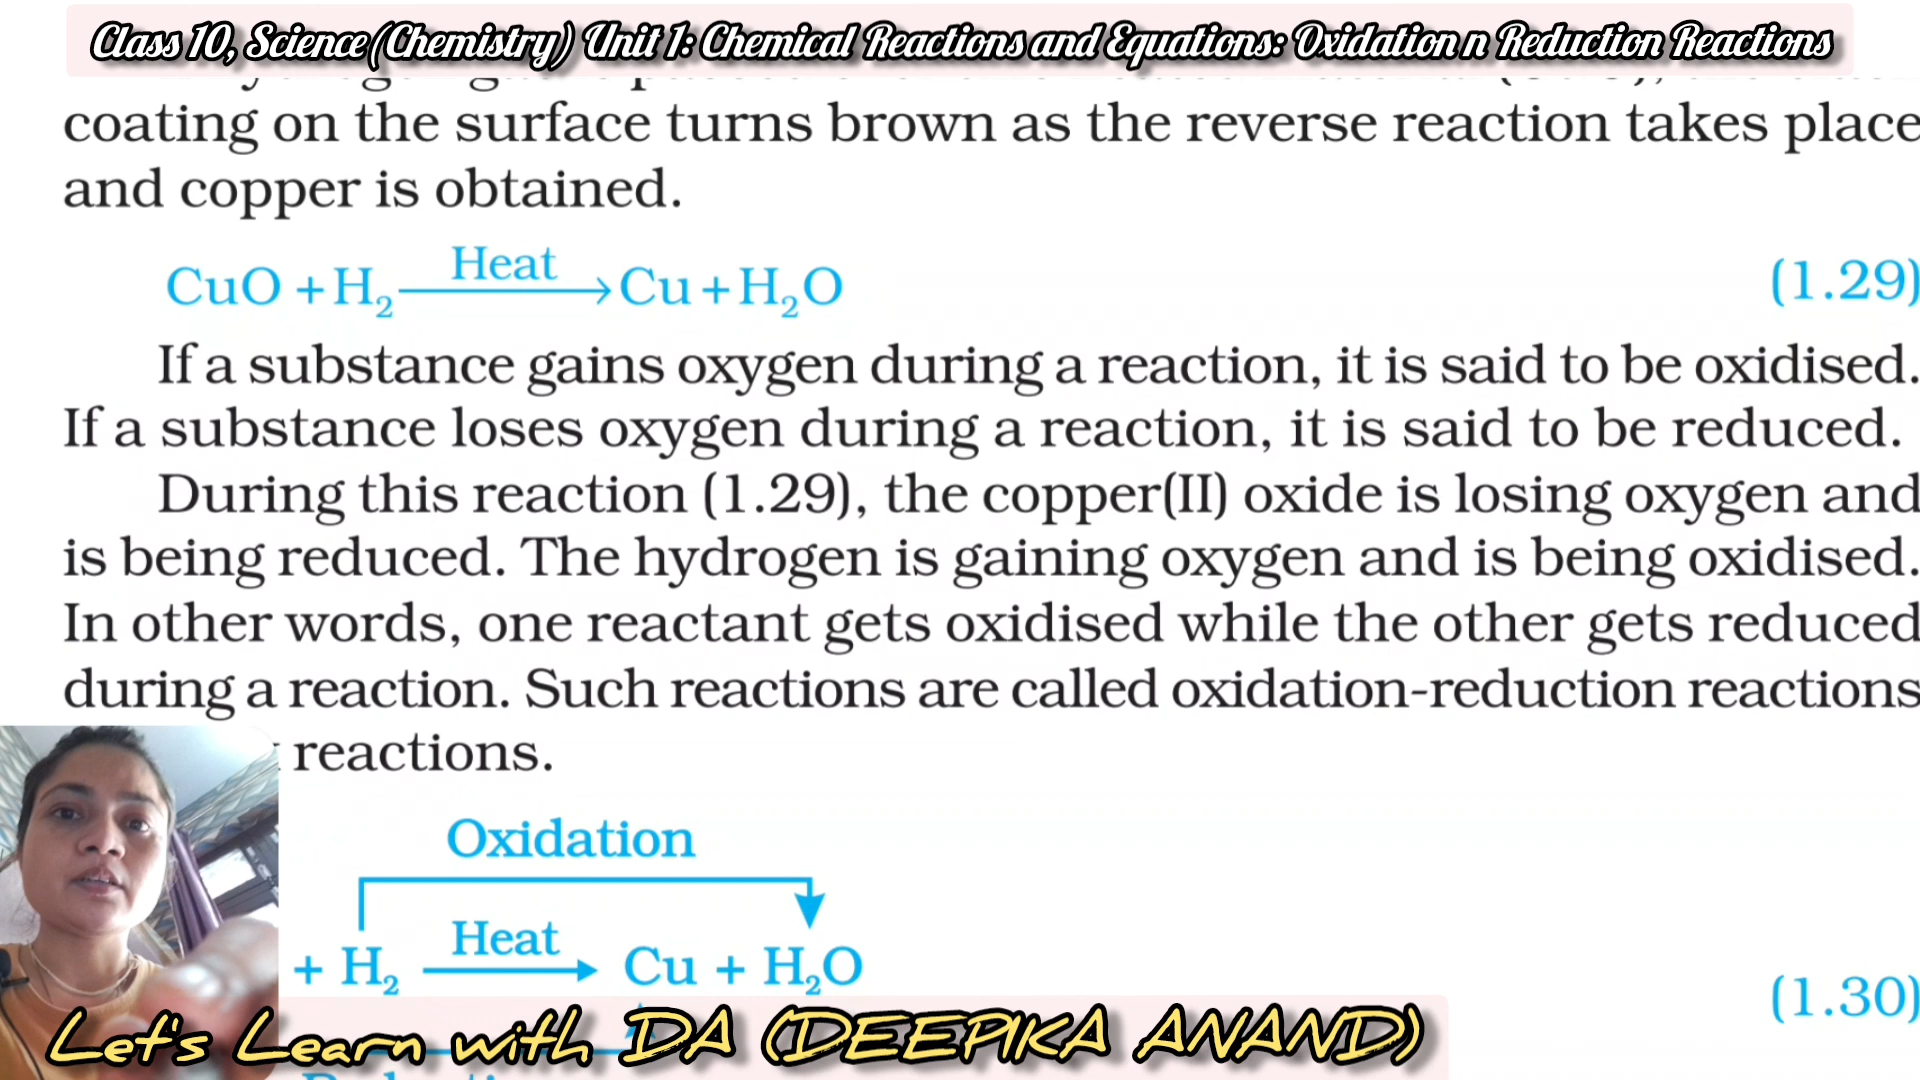 Class 10, Science(Chemistry) Unit 1: Chemical Reactions and Equations: Oxidation n Reduction Reactions
coating on the surface turns brown as the reverse reaction takes place
and copper is obtained.
Heat
CuO + H₂ → Cu + H₂O (1.29)
If a substance gains oxygen during a reaction, it is said to be oxidised.
If a substance loses oxygen during a reaction, it is said to be reduced.
During this reaction (1.29), the copper(II) oxide is losing oxygen and
is being reduced. The hydrogen is gaining oxygen and is being oxidised.
In other words, one reactant gets oxidised while the other gets reduced
during a reaction. Such reactions are called oxidation-reduction reactions
reactions.
Oxidation
Heat
+ H₂ → Cu + H₂O
(1.30)
Let's Learn with DA (DEEPIKA ANAND)